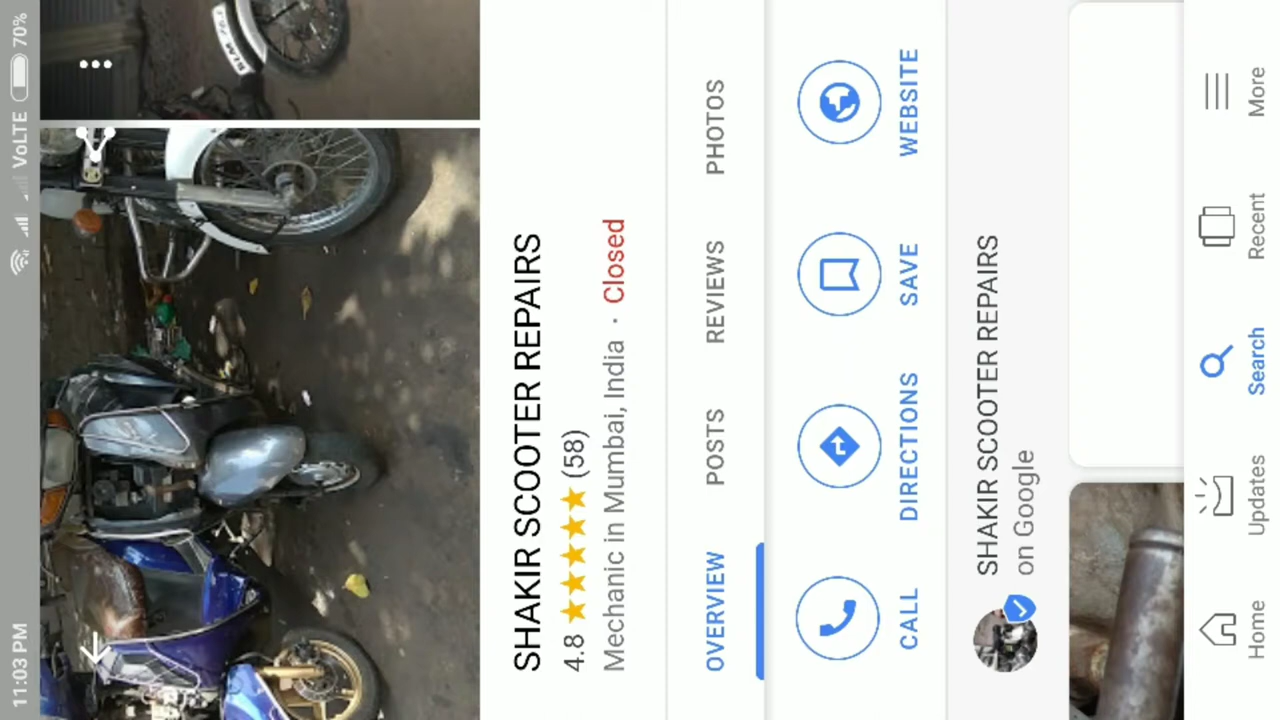 11:03 PM
VoLTE
70%
SHAKIR SCOOTER REPAIRS
4.8 ★★★★★ (58)
Mechanic in Mumbai, India · Closed
OVERVIEW
POSTS
REVIEWS
PHOTOS
CALL
DIRECTIONS
SAVE
WEBSITE
SHAKIR SCOOTER REPAIRS
on Google
Home
Updates
Search
Recent
More